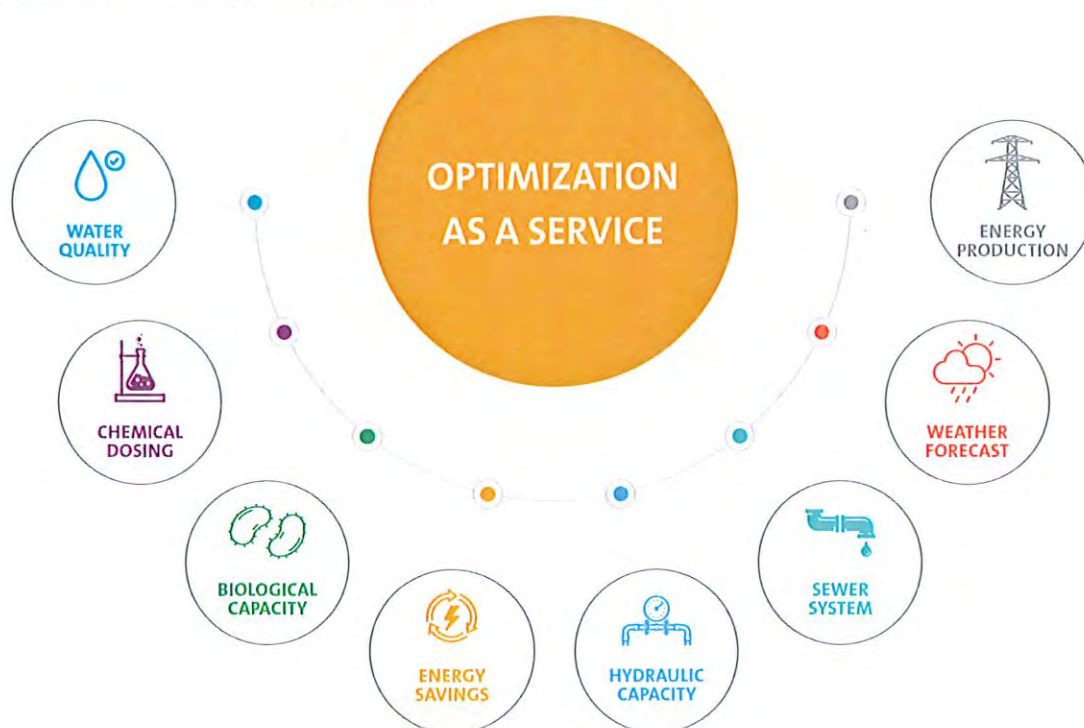 OPTIMIZATION
AS A SERVICE
WATER
QUALITY
CHEMICAL
DOSING
BIOLOGICAL
CAPACITY
ENERGY
SAVINGS
HYDRAULIC
CAPACITY
SEWER
SYSTEM
WEATHER
FORECAST
ENERGY
PRODUCTION